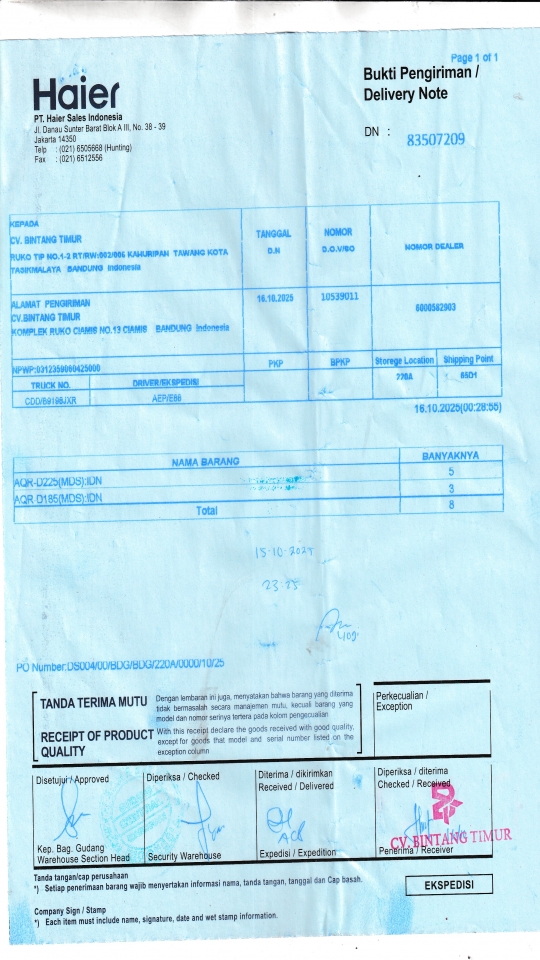 Page 1 of 1
Haier
Bukti Pengiriman /
Delivery Note
PT. Haier Sales Indonesia
Jl. Danau Sunter Barat Blok A III, No. 38 - 39
Jakarta 14350
Telp : (021) 6505668 (Hunting)
Fax : (021) 6512556
DN : 83507209
KEPADA
CV. BINTANG TIMUR
RUKO TIP NO.1-2 RT/RW:002/006 KAHURIPAN TAWANG KOTA
TASIKMALAYA BANDUNG Indonesia
TANGGAL
D.N
NOMOR
D.O.V/SO
NOMOR DEALER
ALAMAT PENGIRIMAN
CV.BINTANG TIMUR
KOMPLEK RUKO CIAMIS NO.13 CIAMIS BANDUNG Indonesia
16.10.2025
10539011
6000562903
NPWP:0312359060425000
PKP
BPKP
Storege Location
Shipping Point
TRUCK NO.
DRIVER/EKSPEDISI
220A
65D1
CDD/B9196JXR
AEP/E86
16.10.2025(00:28:55)
NAMA BARANG
BANYAKNYA
AQR-D225(MDS):IDN
5
AQR D185(MDS):IDN
3
Total
8
15-10-2025
23.25
PO Number:DS004/00/BDG/BDG/220A/0000/10/25
TANDA TERIMA MUTU
Dengan lembaran ini juga, menyatakan bahwa barang yang diterima
tidak bermasalah secara manajemen mutu, kecuali barang yang
model dan nomor serinya tertera pada kolom pengecualian
RECEIPT OF PRODUCT
QUALITY
With this receipt declare the goods received with good quality,
except for goods that model and serial number listed on the
exception column
Perkecualian /
Exception
Disetujui / Approved
Diperiksa / Checked
Diterima / dikirimkan
Received / Delivered
Diperiksa / diterima
Checked / Received
CV. BINTANG TIMUR
Kep. Bag. Gudang
Warehouse Section Head
Security Warehouse
Expedisi / Expedition
Penerima / Receiver
Tanda tangan/cap perusahaan
*) Setiap penerimaan barang wajib menyertakan informasi nama, tanda tangan, tanggal dan Cap basah.
EKSPEDISI
Company Sign / Stamp
*) Each item must include name, signature, date and wet stamp information.